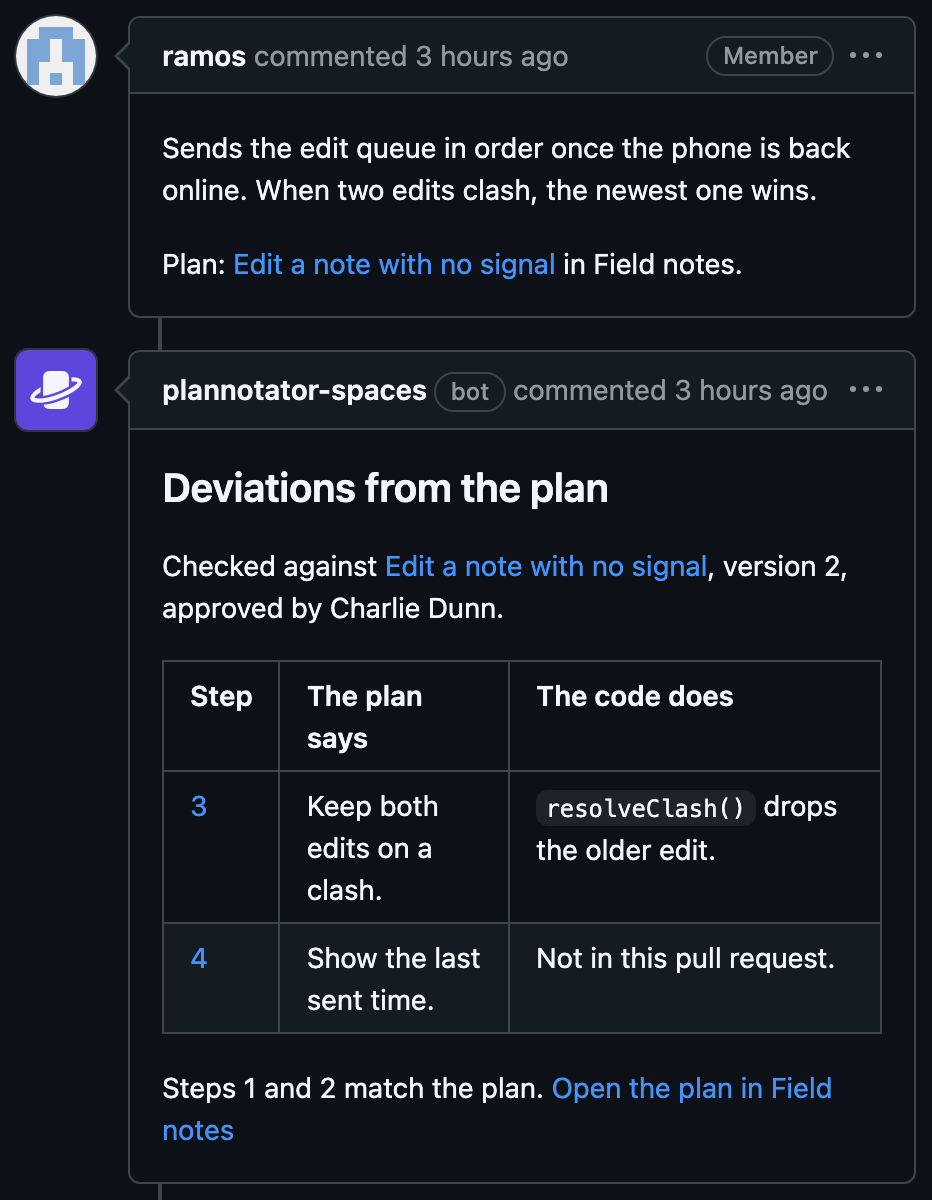 ramos commented 3 hours ago Member ...
Sends the edit queue in order once the phone is back
online. When two edits clash, the newest one wins.
Plan: Edit a note with no signal in Field notes.
plannotator-spaces bot commented 3 hours ago ...
Deviations from the plan
Checked against Edit a note with no signal, version 2,
approved by Charlie Dunn.
Step The plan says The code does
3 Keep both edits on a clash. resolveClash() drops the older edit.
4 Show the last sent time. Not in this pull request.
Steps 1 and 2 match the plan. Open the plan in Field
notes